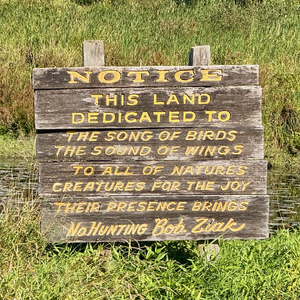 NOTICE
THIS LAND
DEDICATED TO
THE SONG OF BIRDS
THE SOUND OF WINGS
TO ALL OF NATURES
CREATURES FOR THE JOY
THEIR PRESENCE BRINGS
NO HUNTING Bob Ziak